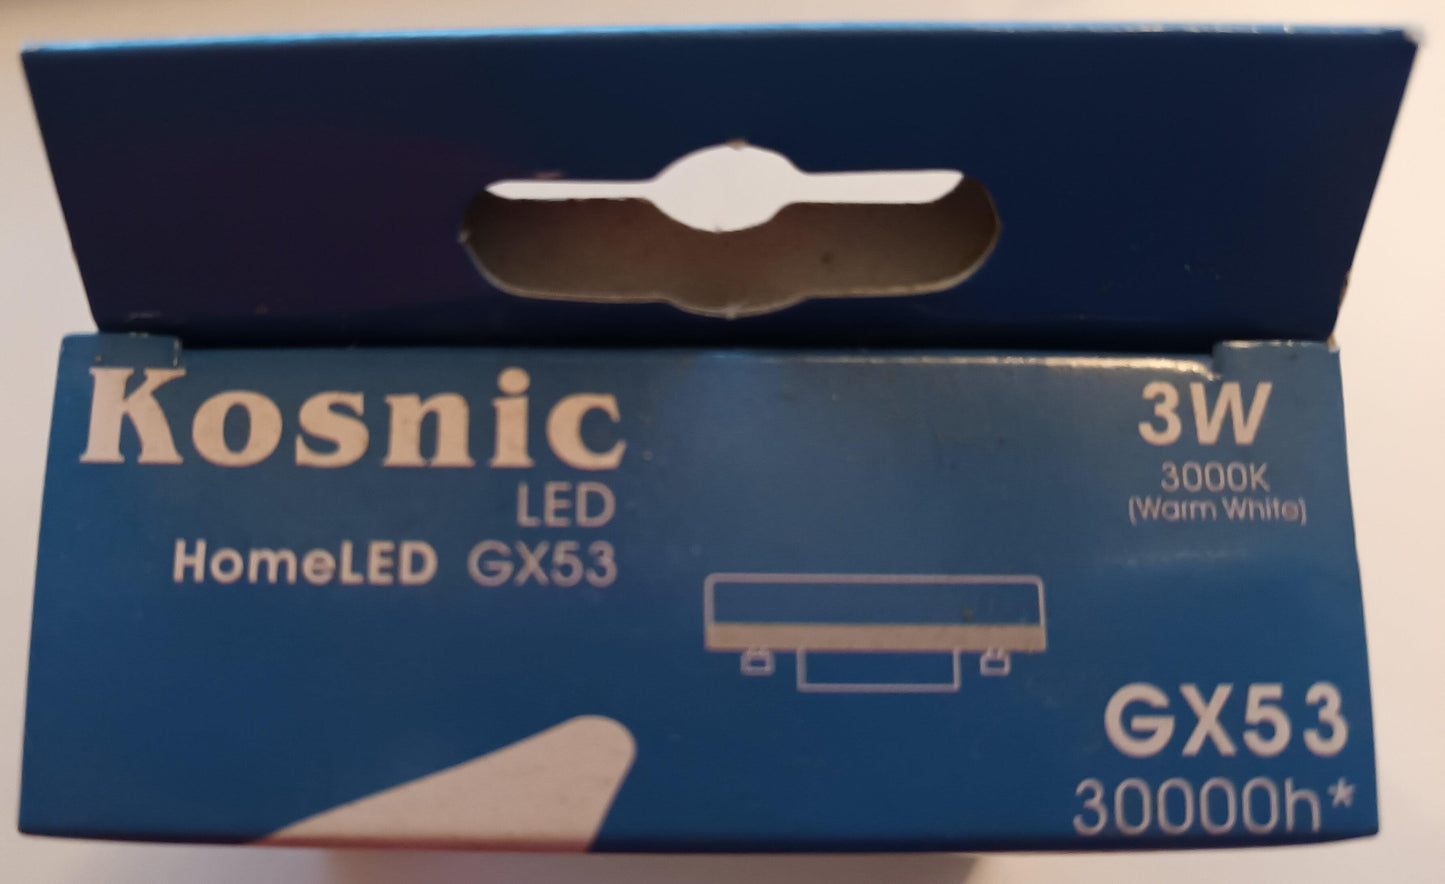 Kosnic
LED
HomeLED GX53
3W
3000K
(Warm White)
GX53
30000h*